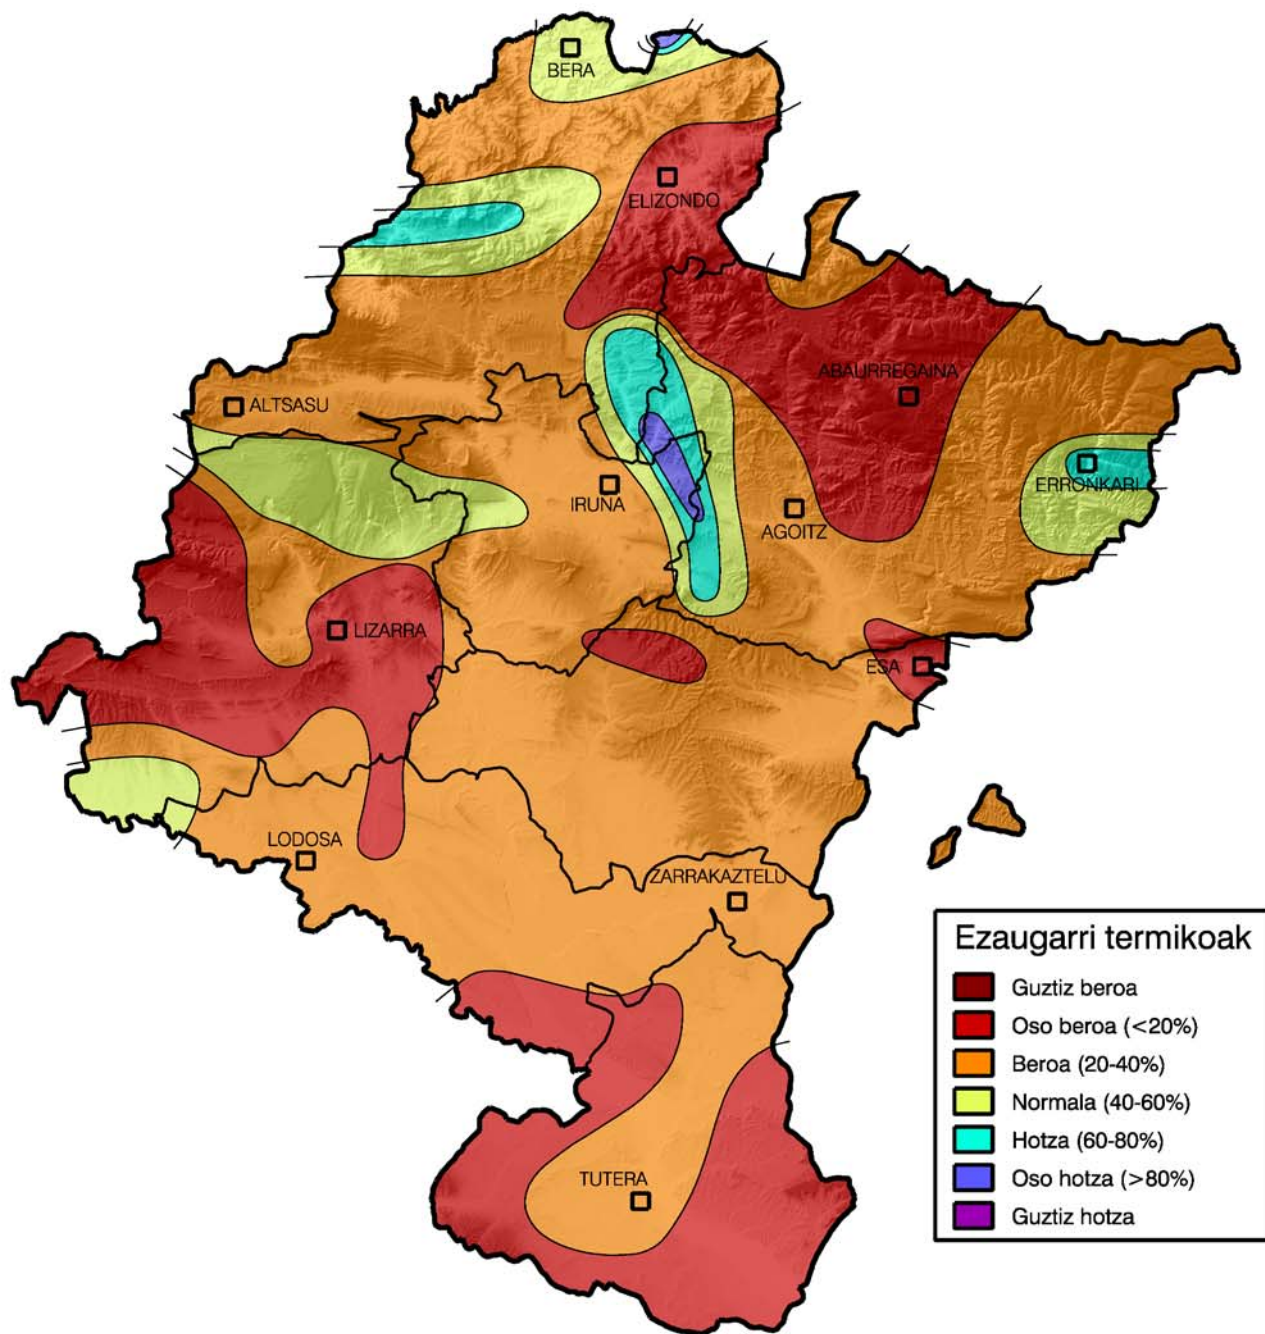 BERA
ELIZONDO
ABAURREGAINA
ALTSASU
ERRONKARI
IRUNA
AGOITZ
LIZARRA
ESA
LODOSA
ZARRAKAZTELU
TUTERA
Ezaugarri termikoak
Guztiz beroa
Oso beroa (<20%)
Beroa (20-40%)
Normala (40-60%)
Hotza (60-80%)
Oso hotza (>80%)
Guztiz hotza